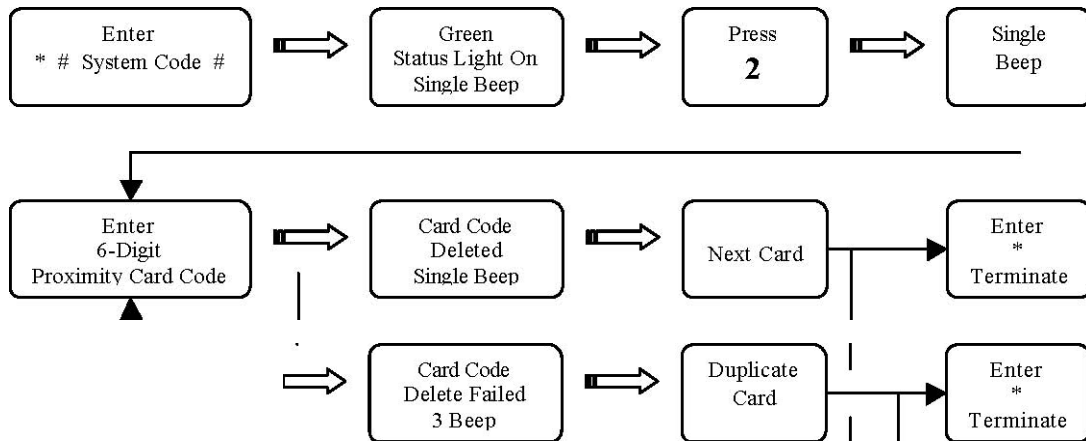 Enter
* # System Code #
Green
Status Light On
Single Beep
Press
2
Single
Beep
Enter
6-Digit
Proximity Card Code
Card Code
Deleted
Single Beep
Next Card
Enter
*
Terminate
Card Code
Delete Failed
3 Beep
Duplicate
Card
Enter
*
Terminate